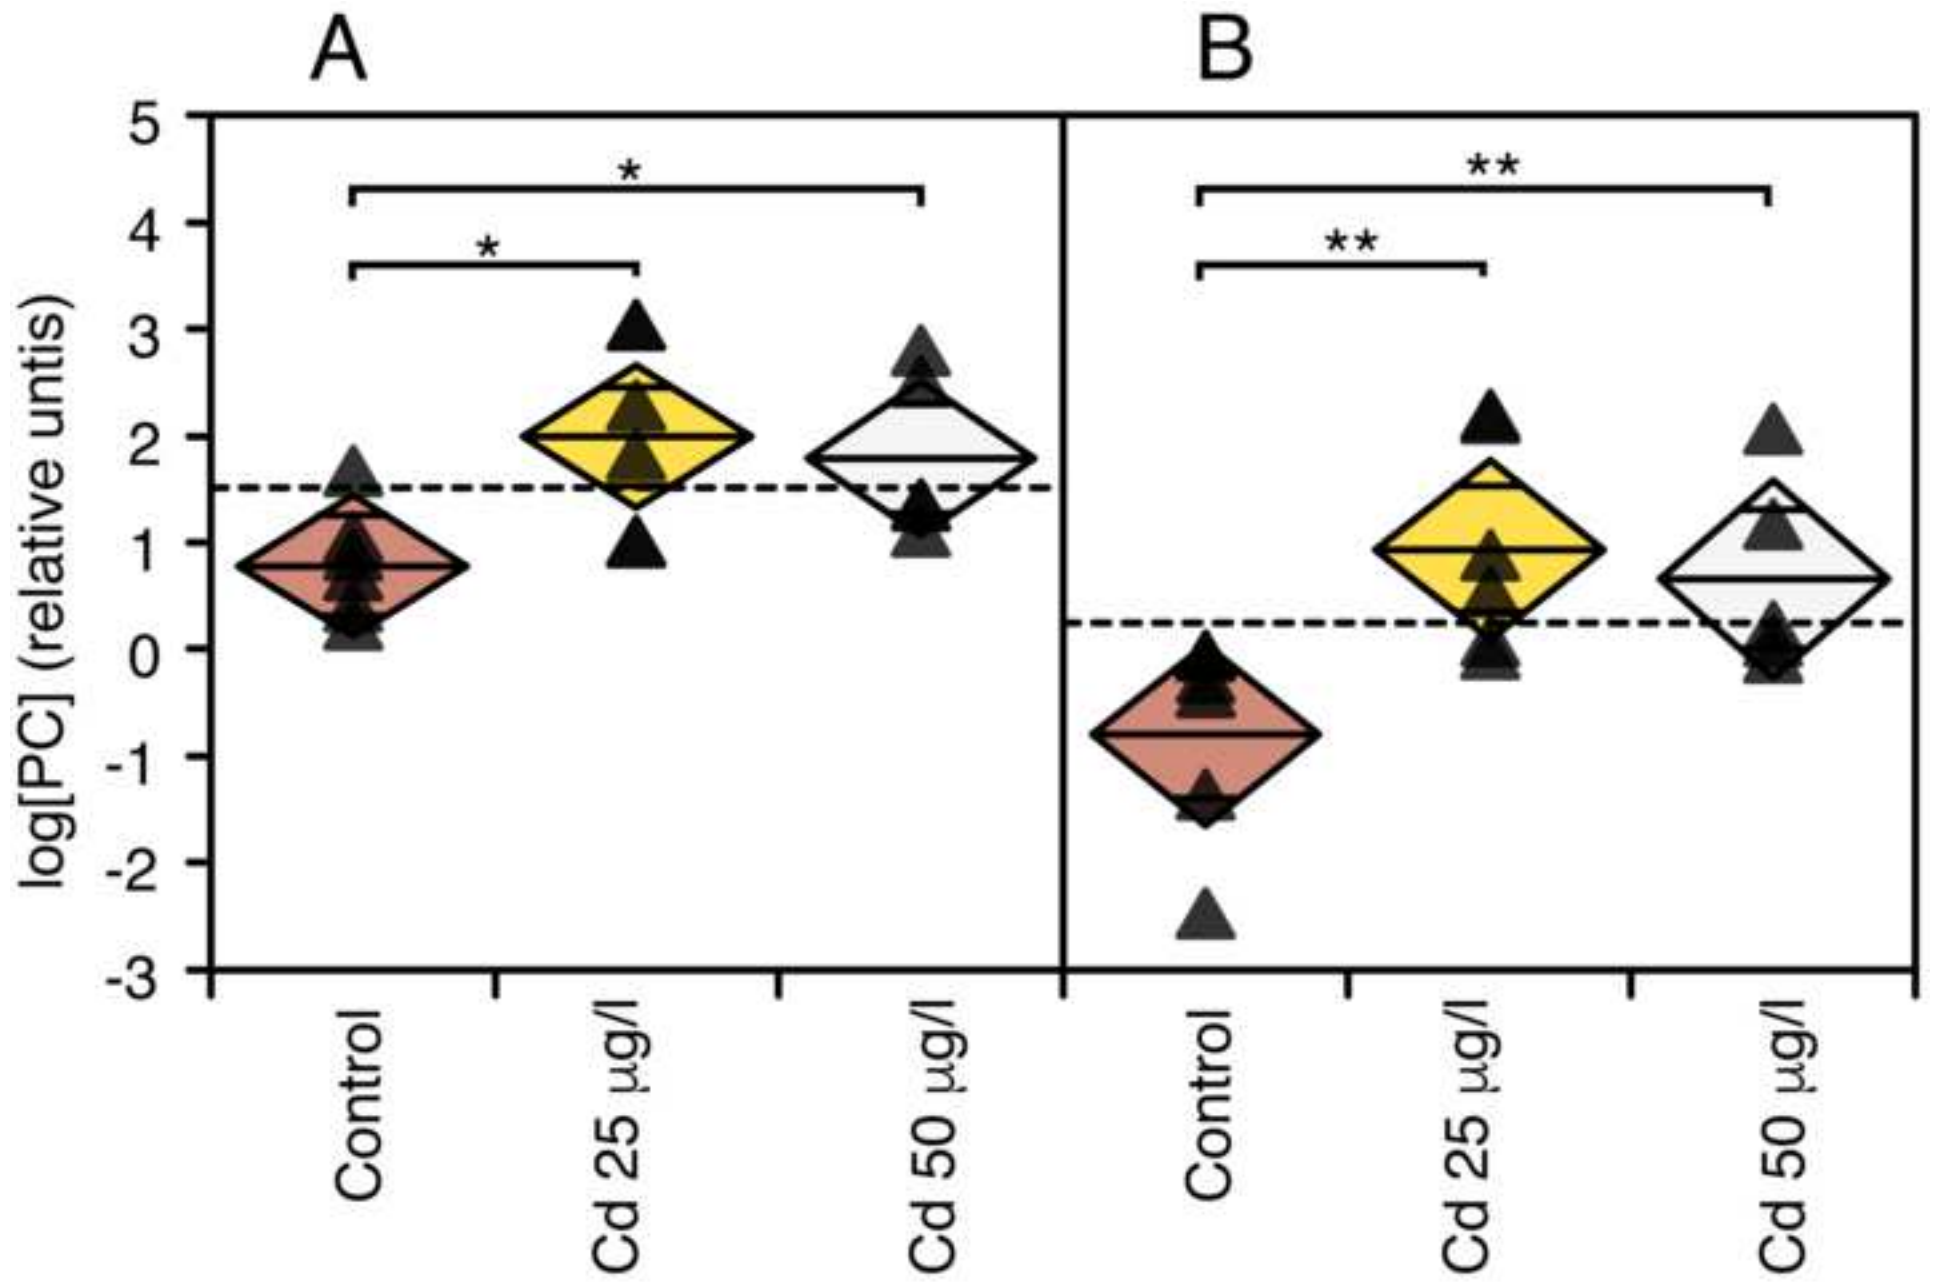 A
B
log[PC] (relative untis)
5
4
3
2
1
0
-1
-2
-3
*
*
**
**
Control
Cd 25 µg/l
Cd 50 µg/l
Control
Cd 25 µg/l
Cd 50 µg/l